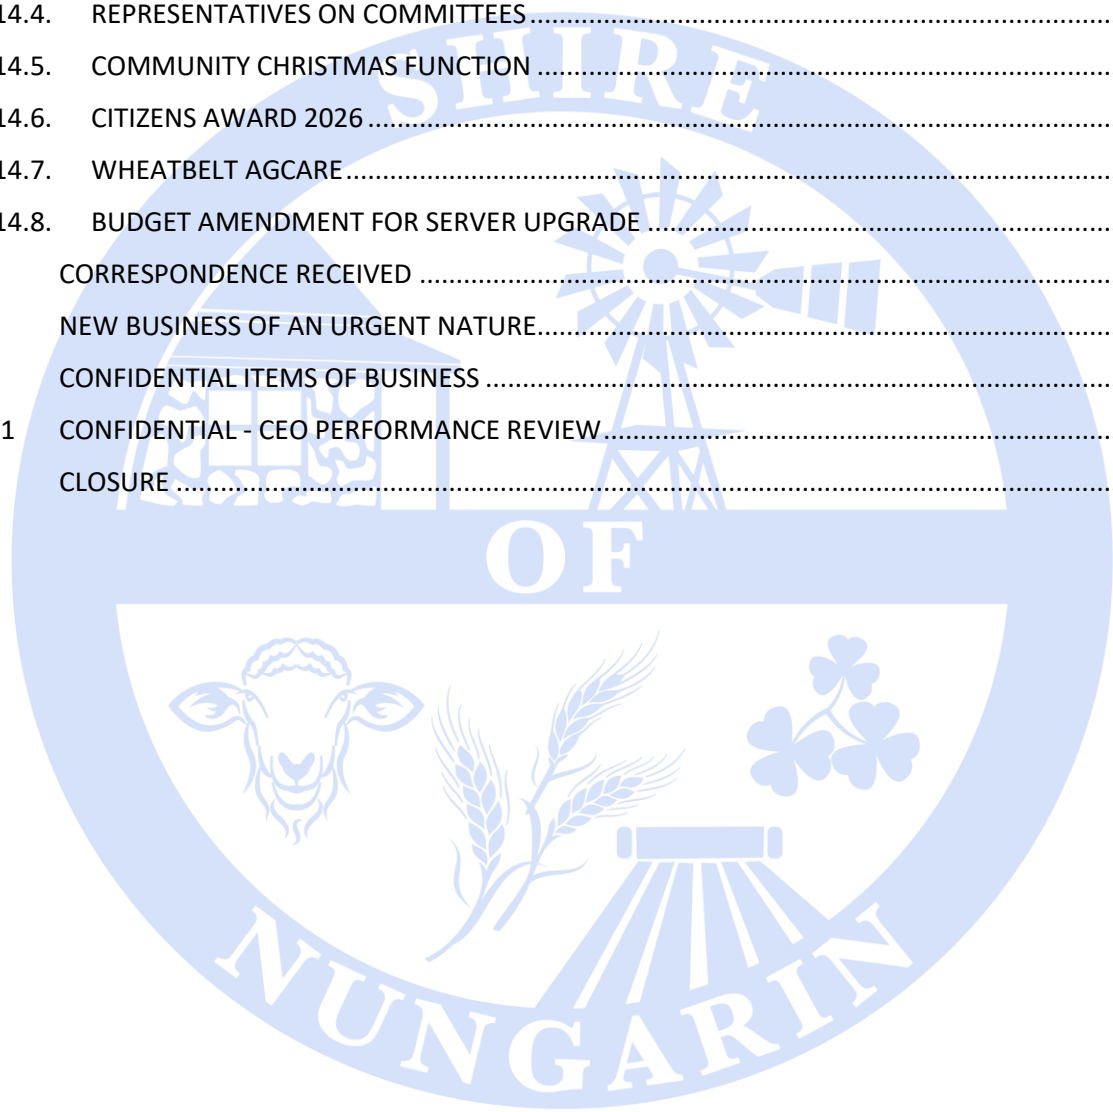 14.4. REPRESENTATIVES ON COMMITTEES ........................................................................
14.5. COMMUNITY CHRISTMAS FUNCTION ........................................................................
14.6. CITIZENS AWARD 2026 ........................................................................
14.7. WHEATBELT AGCARE ........................................................................
14.8. BUDGET AMENDMENT FOR SERVER UPGRADE ........................................................................
CORRESPONDENCE RECEIVED ........................................................................
NEW BUSINESS OF AN URGENT NATURE ........................................................................
CONFIDENTIAL ITEMS OF BUSINESS ........................................................................
1 CONFIDENTIAL - CEO PERFORMANCE REVIEW ........................................................................
CLOSURE ........................................................................
SHIRE
OF
NUNGARIN